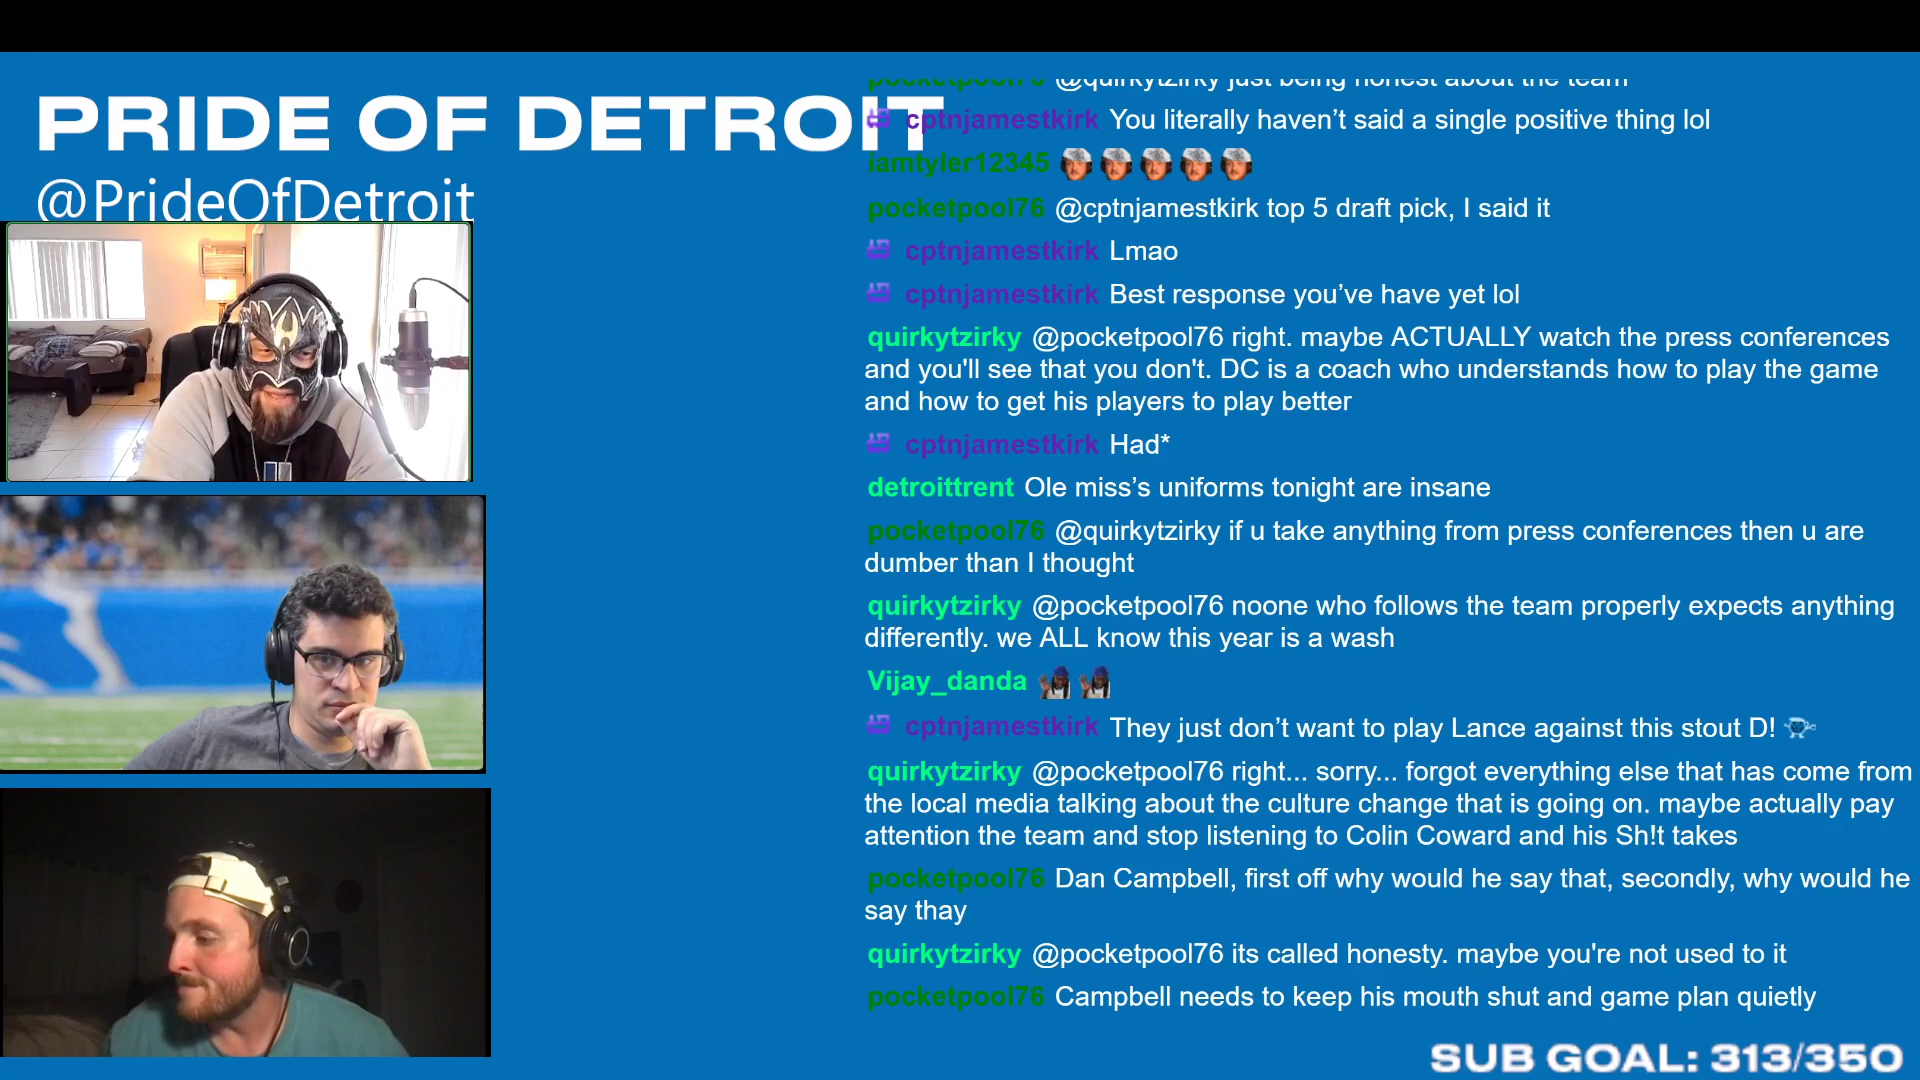 PRIDE OF DETROIT
@PrideOfDetroit
pocketpool76 @quirkytzirky just being honest about the team
cptnjamestkirk You literally haven’t said a single positive thing lol
iamtyler12345
pocketpool76 @cptnjamestkirk top 5 draft pick, I said it
cptnjamestkirk Lmao
cptnjamestkirk Best response you’ve have yet lol
quirkytzirky @pocketpool76 right. maybe ACTUALLY watch the press conferences
and you'll see that you don't. DC is a coach who understands how to play the game
and how to get his players to play better
cptnjamestkirk Had*
detroittrent Ole miss’s uniforms tonight are insane
pocketpool76 @quirkytzirky if u take anything from press conferences then u are
dumber than I thought
quirkytzirky @pocketpool76 noone who follows the team properly expects anything
differently. we ALL know this year is a wash
Vijay_danda
cptnjamestkirk They just don’t want to play Lance against this stout D!
quirkytzirky @pocketpool76 right... sorry... forgot everything else that has come from
the local media talking about the culture change that is going on. maybe actually pay
attention the team and stop listening to Colin Coward and his Sh!t takes
pocketpool76 Dan Campbell, first off why would he say that, secondly, why would he
say thay
quirkytzirky @pocketpool76 its called honesty. maybe you're not used to it
pocketpool76 Campbell needs to keep his mouth shut and game plan quietly
SUB GOAL: 313/350